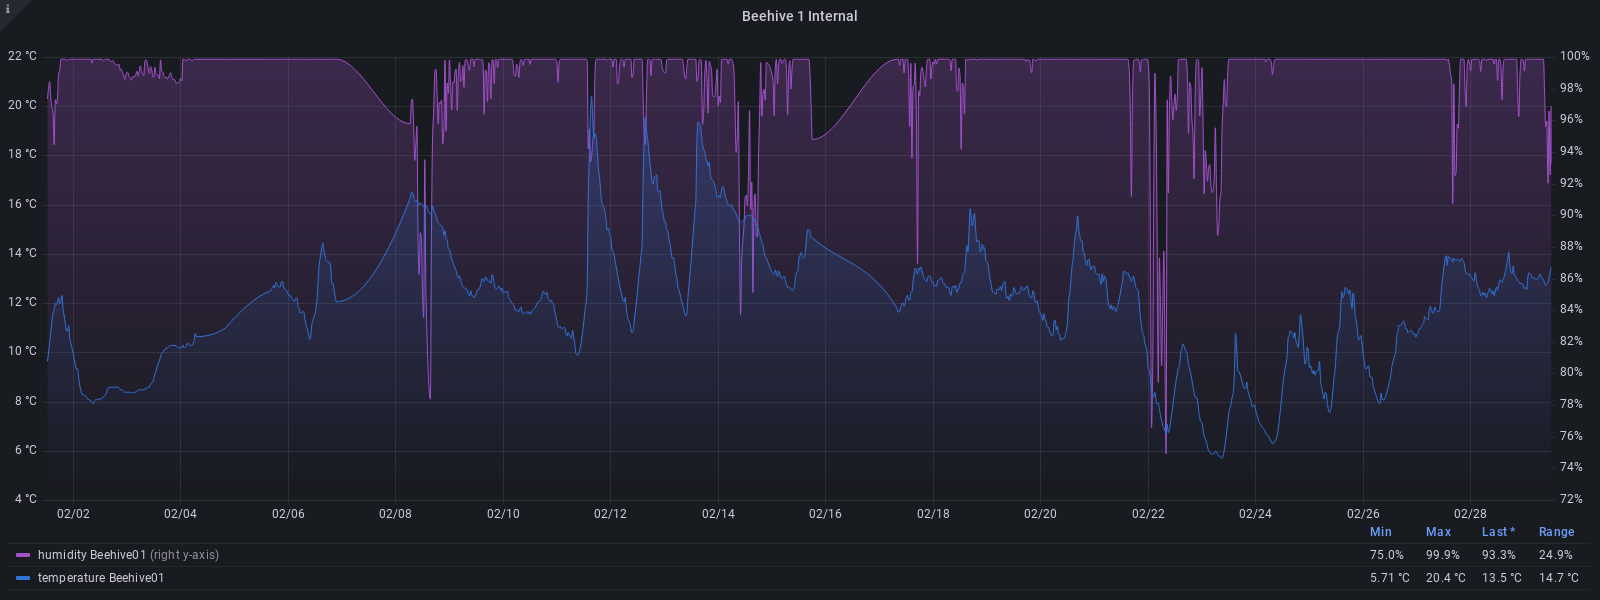 i
Beehive 1 Internal
22 °C 100%
20 °C 98%
18 °C 96%
16 °C 94%
14 °C 92%
12 °C 90%
10 °C 88%
8 °C 86%
6 °C 84%
4 °C 82%
80%
78%
76%
74%
72%
02/02 02/04 02/06 02/08 02/10 02/12 02/14 02/16 02/18 02/20 02/22 02/24 02/26 02/28
Min Max Last * Range
humidity Beehive01 (right y-axis) 75.0% 99.9% 93.3% 24.9%
temperature Beehive01 5.71 °C 20.4 °C 13.5 °C 14.7 °C